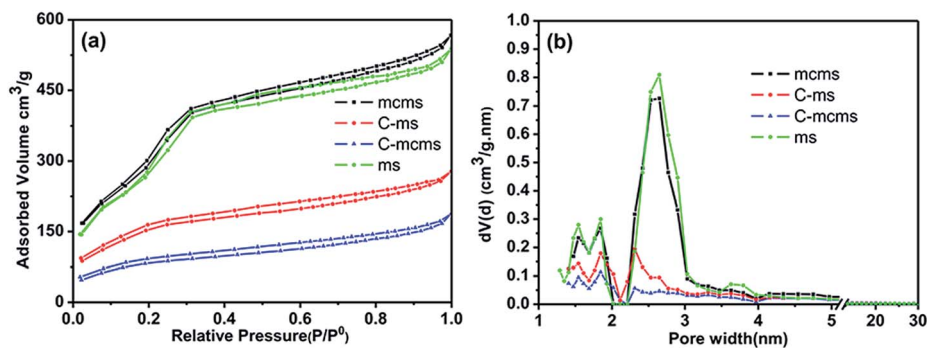 (a)
600
450
300
150
0
Adsorbed Volume cm³/g
mcms
C-ms
C-mcms
ms
0.0 0.2 0.4 0.6 0.8 1.0
Relative Pressure(P/P⁰)
(b)
1.0
0.9
0.8
0.7
0.6
0.5
0.4
0.3
0.2
0.1
0.0
dV(d) (cm³/g.nm)
mcms
C-ms
C-mcms
ms
1 2 3 4 5 20 30
Pore width(nm)